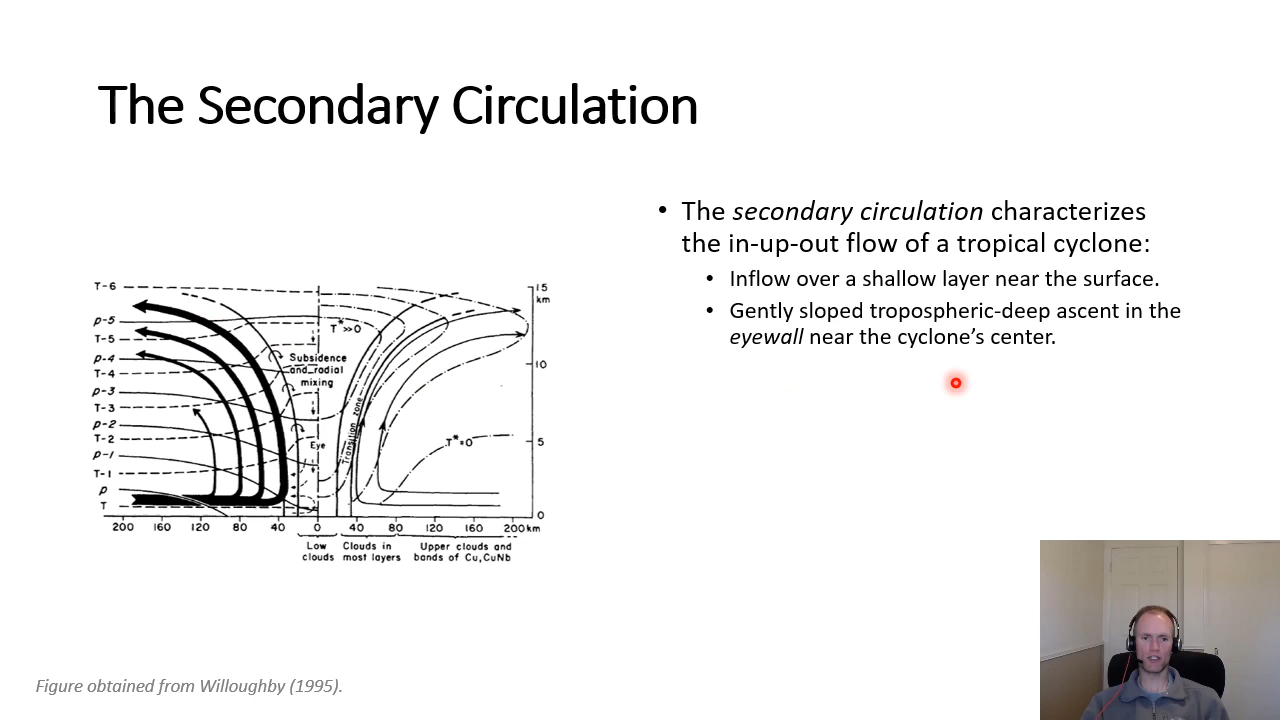 The Secondary Circulation
• The secondary circulation characterizes
the in-up-out flow of a tropical cyclone:
• Inflow over a shallow layer near the surface.
• Gently sloped tropospheric-deep ascent in the
eyewall near the cyclone's center.
T-6
p-5
T-5
p-4
T-4
p-3
T-3
p-2
T-2
p-1
T-1
p
T
T*>>0
Subsidence
and radial
mixing
Eye
Transition zone
T*=0
15
km
10
5
0
200 160 120 80 40 0 40 80 120 160 200km
Low
clouds
Clouds in
most layers
Upper clouds and
bands of Cu,CuNb
Figure obtained from Willoughby (1995).